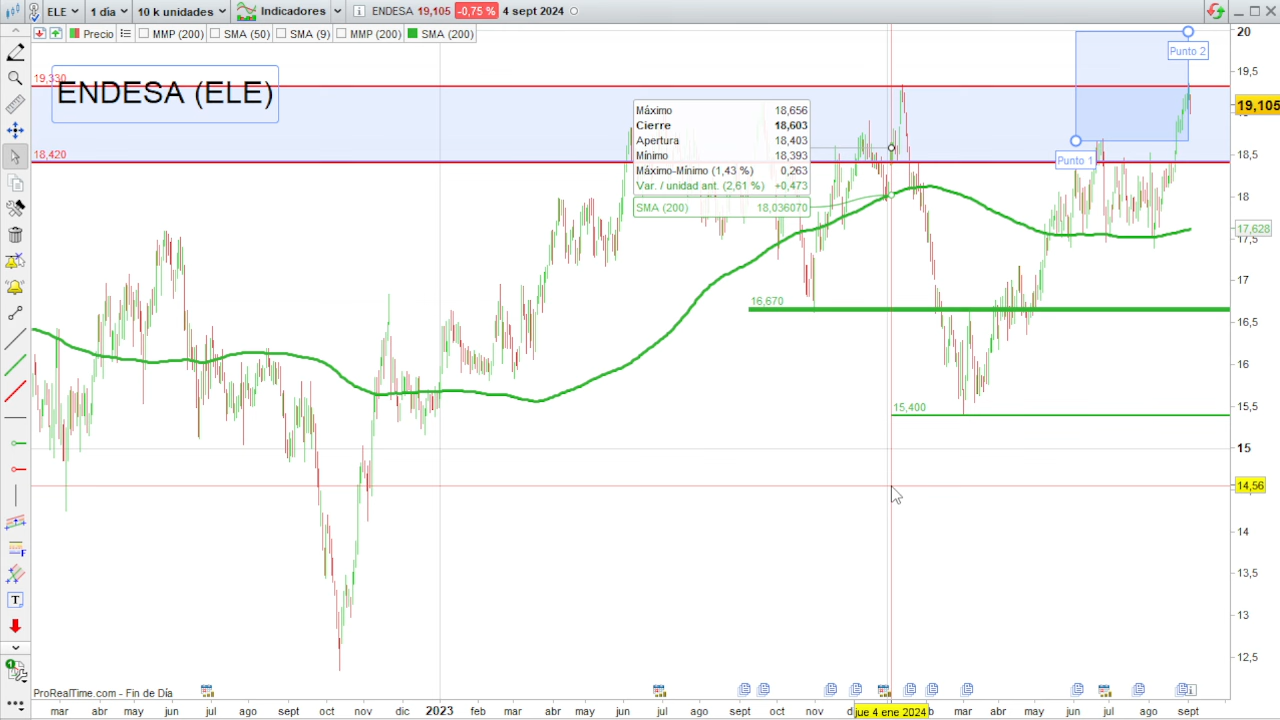 ELE 1 día 10 k unidades Indicadores ENDESA 19,105 -0,75 % 4 sept 2024
Precio MMP (200) SMA (50) SMA (9) MMP (200) SMA (200)
20
Punto 2
19,5
19,330
ENDESA (ELE)
19,105
19
Máximo 18,656
Cierre 18,603
Apertura 18,403
Mínimo 18,393
Máximo-Mínimo (1,43 %) 0,263
Var. / unidad ant. (2,61 %) +0,473
SMA (200) 18,036070
18,420
18,5
Punto 1
18
17,628
17,5
17
16,670
16,5
16
15,5
15,400
15
14,56
14
13,5
13
12,5
ProRealTime.com - Fin de Día
mar abr may jun jul ago sept oct nov dic 2023 feb mar abr may jun jul ago sept oct nov d jue 4 ene 2024 b mar abr may jun jul ago sept